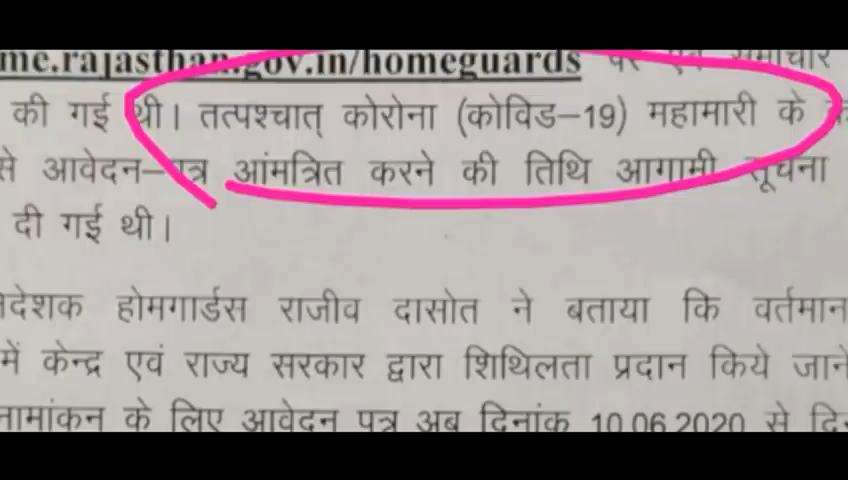 me.rajasthan.gov.in/homeguards पर एवं समाचार
की गई थी। तत्पश्चात् कोरोना (कोविड–19) महामारी के
से आवेदन–पत्र आंमत्रित करने की तिथि आगामी सूचना
दी गई थी।
देशक होमगार्डस राजीव दासोत ने बताया कि वर्तमान
में केन्द्र एवं राज्य सरकार द्वारा शिथिलता प्रदान किये जाने
नामांकन के लिए आवेदन पत्र अब दिनांक 10.06.2020 से